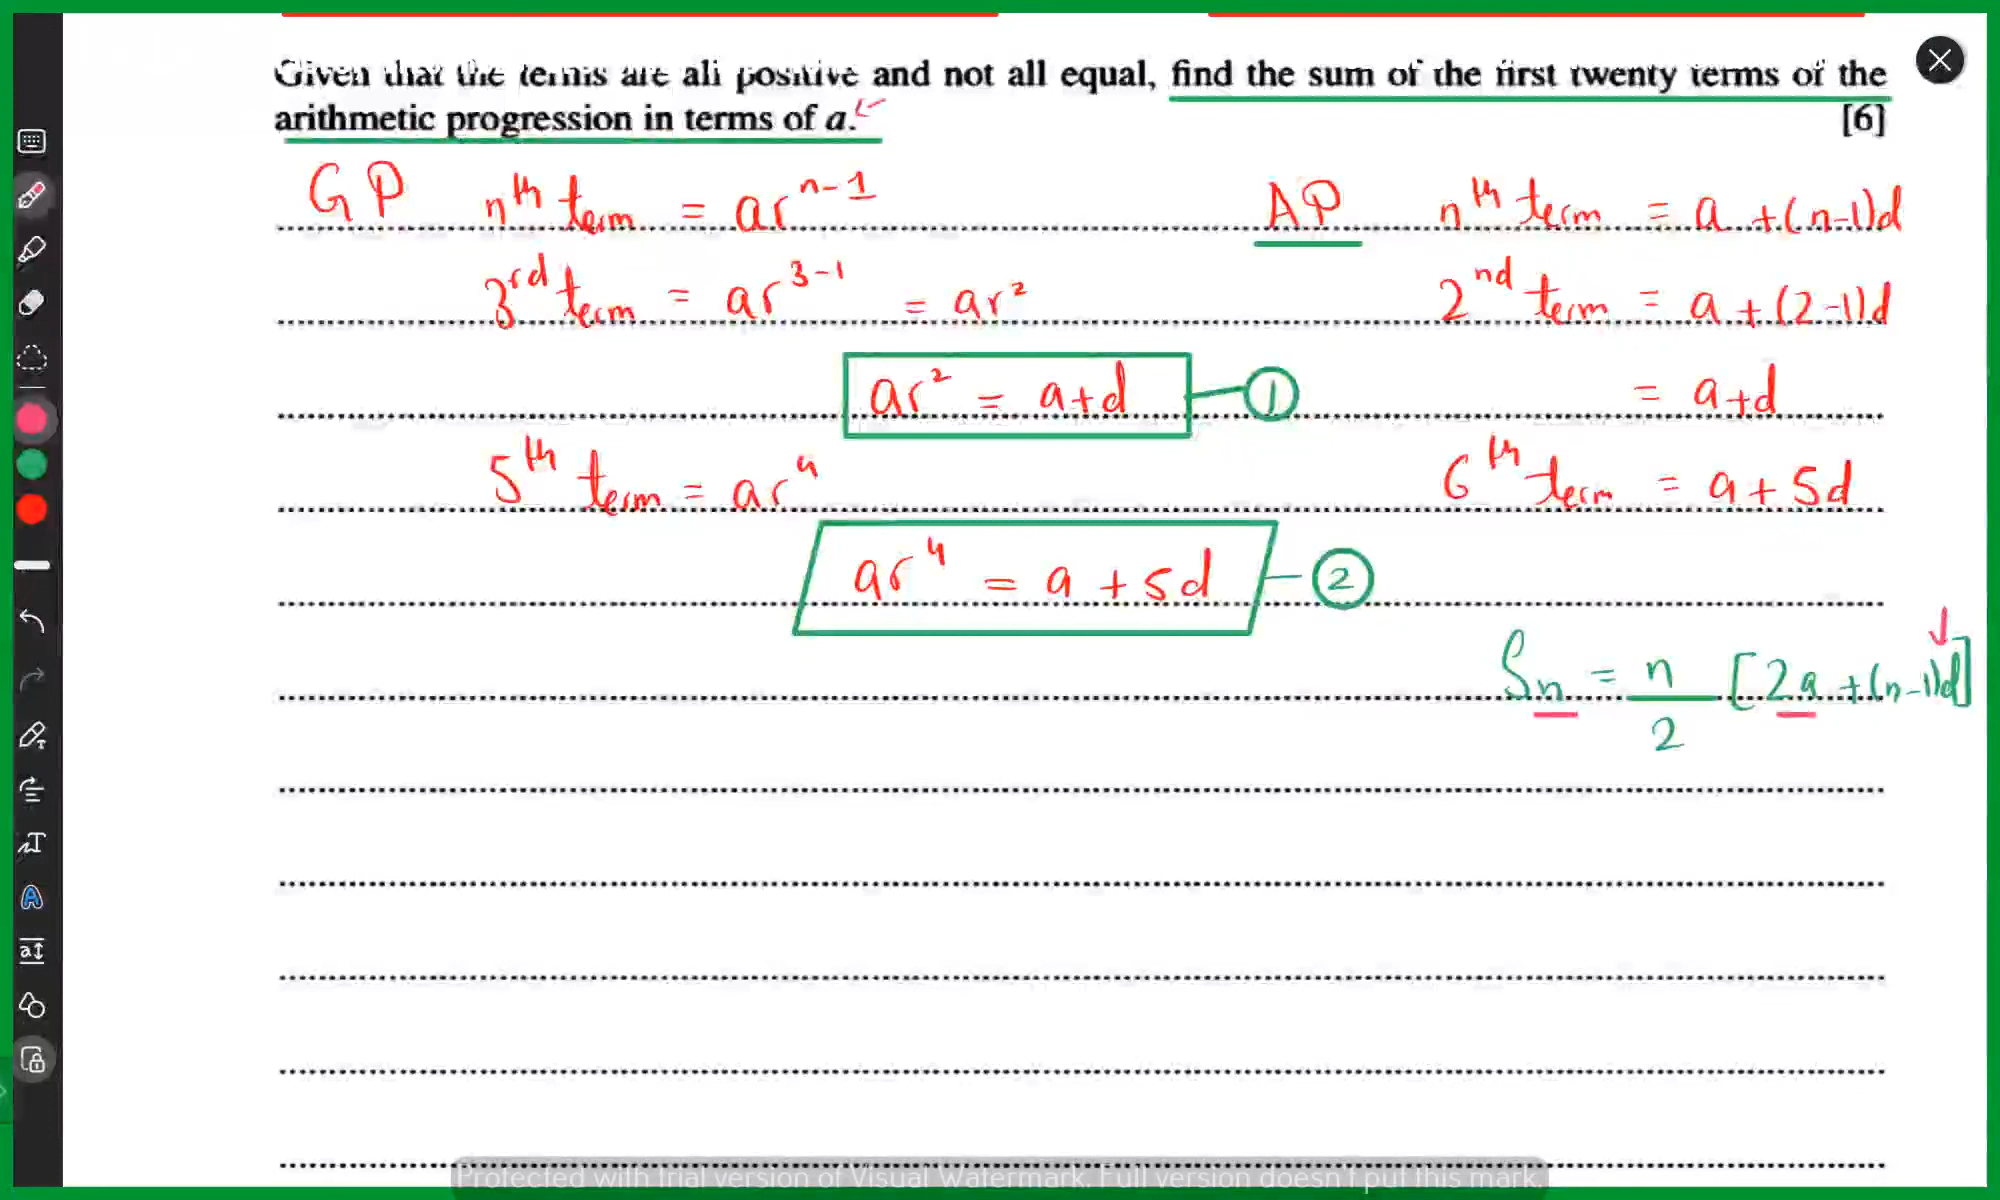 Given that the terms are all positive and not all equal, find the sum of the first twenty terms of the
arithmetic progression in terms of a. [6]
GP nth term = ar^{n-1} AP nth term = a + (n-1)d
3rd term = ar^{3-1} = ar² 2nd term = a + (2-1)d
ar² = a+d ① = a+d
5th term = ar⁴ 6th term = a + 5d
ar⁴ = a + 5d ②
Sn = n/2 [2a + (n-1)d]
Protected with trial version of Visual Watermark. Full version doesn't put this mark.